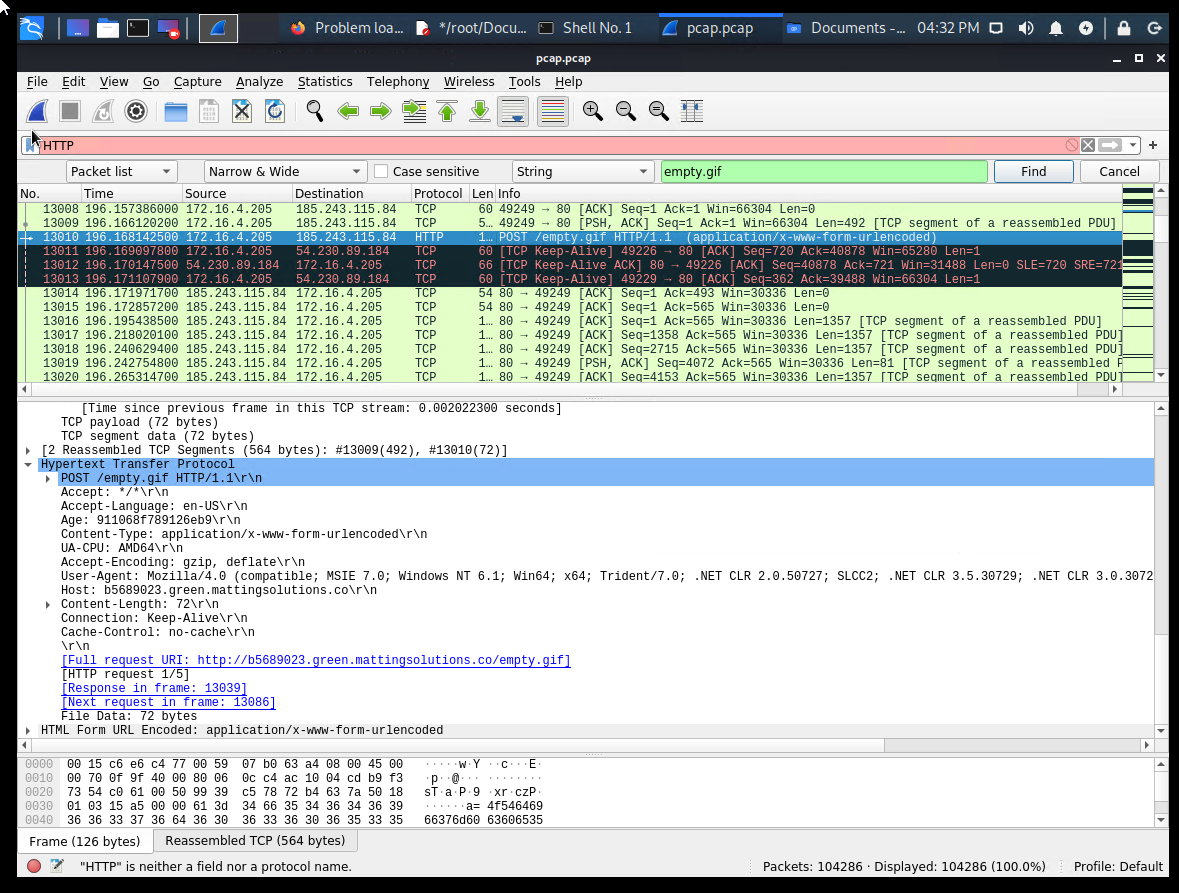 Problem loa... */root/Docu... Shell No. 1 pcap.pcap Documents -... 04:32 PM
pcap.pcap
File Edit View Go Capture Analyze Statistics Telephony Wireless Tools Help
HTTP
Packet list Narrow & Wide Case sensitive String empty.gif Find Cancel
No. Time Source Destination Protocol Len Info
13008 196.157386000 172.16.4.205 185.243.115.84 TCP 60 49249 → 80 [ACK] Seq=1 Ack=1 Win=66304 Len=0
13009 196.166120200 172.16.4.205 185.243.115.84 TCP 5… 49249 → 80 [PSH, ACK] Seq=1 Ack=1 Win=66304 Len=492 [TCP segment of a reassembled PDU]
13010 196.168142500 172.16.4.205 185.243.115.84 HTTP 1… POST /empty.gif HTTP/1.1 (application/x-www-form-urlencoded)
13011 196.169097800 172.16.4.205 54.230.89.184 TCP 60 [TCP Keep-Alive] 49226 → 80 [ACK] Seq=720 Ack=40878 Win=65280 Len=1
13012 196.170147500 54.230.89.184 172.16.4.205 TCP 66 [TCP Keep-Alive ACK] 80 → 49226 [ACK] Seq=40878 Ack=721 Win=31488 Len=0 SLE=720 SRE=721
13013 196.171107900 172.16.4.205 54.230.89.184 TCP 60 [TCP Keep-Alive] 49229 → 80 [ACK] Seq=362 Ack=39488 Win=66304 Len=1
13014 196.171971700 185.243.115.84 172.16.4.205 TCP 54 80 → 49249 [ACK] Seq=1 Ack=493 Win=30336 Len=0
13015 196.172857200 185.243.115.84 172.16.4.205 TCP 54 80 → 49249 [ACK] Seq=1 Ack=565 Win=30336 Len=0
13016 196.195438500 185.243.115.84 172.16.4.205 TCP 1… 80 → 49249 [ACK] Seq=1 Ack=565 Win=30336 Len=1357 [TCP segment of a reassembled PDU]
13017 196.218020100 185.243.115.84 172.16.4.205 TCP 1… 80 → 49249 [ACK] Seq=1358 Ack=565 Win=30336 Len=1357 [TCP segment of a reassembled PDU]
13018 196.240629400 185.243.115.84 172.16.4.205 TCP 1… 80 → 49249 [ACK] Seq=2715 Ack=565 Win=30336 Len=1357 [TCP segment of a reassembled PDU]
13019 196.242754800 185.243.115.84 172.16.4.205 TCP 1… 80 → 49249 [PSH, ACK] Seq=4072 Ack=565 Win=30336 Len=81 [TCP segment of a reassembled P
13020 196.265314700 185.243.115.84 172.16.4.205 TCP 1… 80 → 49249 [ACK] Seq=4153 Ack=565 Win=30336 Len=1357 [TCP segment of a reassembled PDU]
[Time since previous frame in this TCP stream: 0.002022300 seconds]
TCP payload (72 bytes)
TCP segment data (72 bytes)
[2 Reassembled TCP Segments (564 bytes): #13009(492), #13010(72)]
Hypertext Transfer Protocol
POST /empty.gif HTTP/1.1\r\n
Accept: */*\r\n
Accept-Language: en-US\r\n
Age: 911068f789126eb9\r\n
Content-Type: application/x-www-form-urlencoded\r\n
UA-CPU: AMD64\r\n
Accept-Encoding: gzip, deflate\r\n
User-Agent: Mozilla/4.0 (compatible; MSIE 7.0; Windows NT 6.1; Win64; x64; Trident/7.0; .NET CLR 2.0.50727; SLCC2; .NET CLR 3.5.30729; .NET CLR 3.0.3072
Host: b5689023.green.mattingsolutions.co\r\n
Content-Length: 72\r\n
Connection: Keep-Alive\r\n
Cache-Control: no-cache\r\n
\r\n
[Full request URI: http://b5689023.green.mattingsolutions.co/empty.gif]
[HTTP request 1/5]
[Response in frame: 13039]
[Next request in frame: 13086]
File Data: 72 bytes
HTML Form URL Encoded: application/x-www-form-urlencoded
0000 00 15 c6 e6 c4 77 00 59 07 b0 63 a4 08 00 45 00 ·····w·Y ··c···E·
0010 00 70 0f 9f 40 00 80 06 0c c4 ac 10 04 cd b9 f3 ·p··@··· ········
0020 73 54 c0 61 00 50 99 39 c5 78 72 b4 63 7a 50 18 sT·a·P·9 ·xr·czP·
0030 01 03 15 a5 00 00 61 3d 34 66 35 34 36 34 36 39 ······a= 4f546469
0040 36 36 33 37 36 64 36 30 36 33 36 30 36 35 33 35 66376d60 63606535
Frame (126 bytes) Reassembled TCP (564 bytes)
"HTTP" is neither a field nor a protocol name. Packets: 104286 · Displayed: 104286 (100.0%) Profile: Default